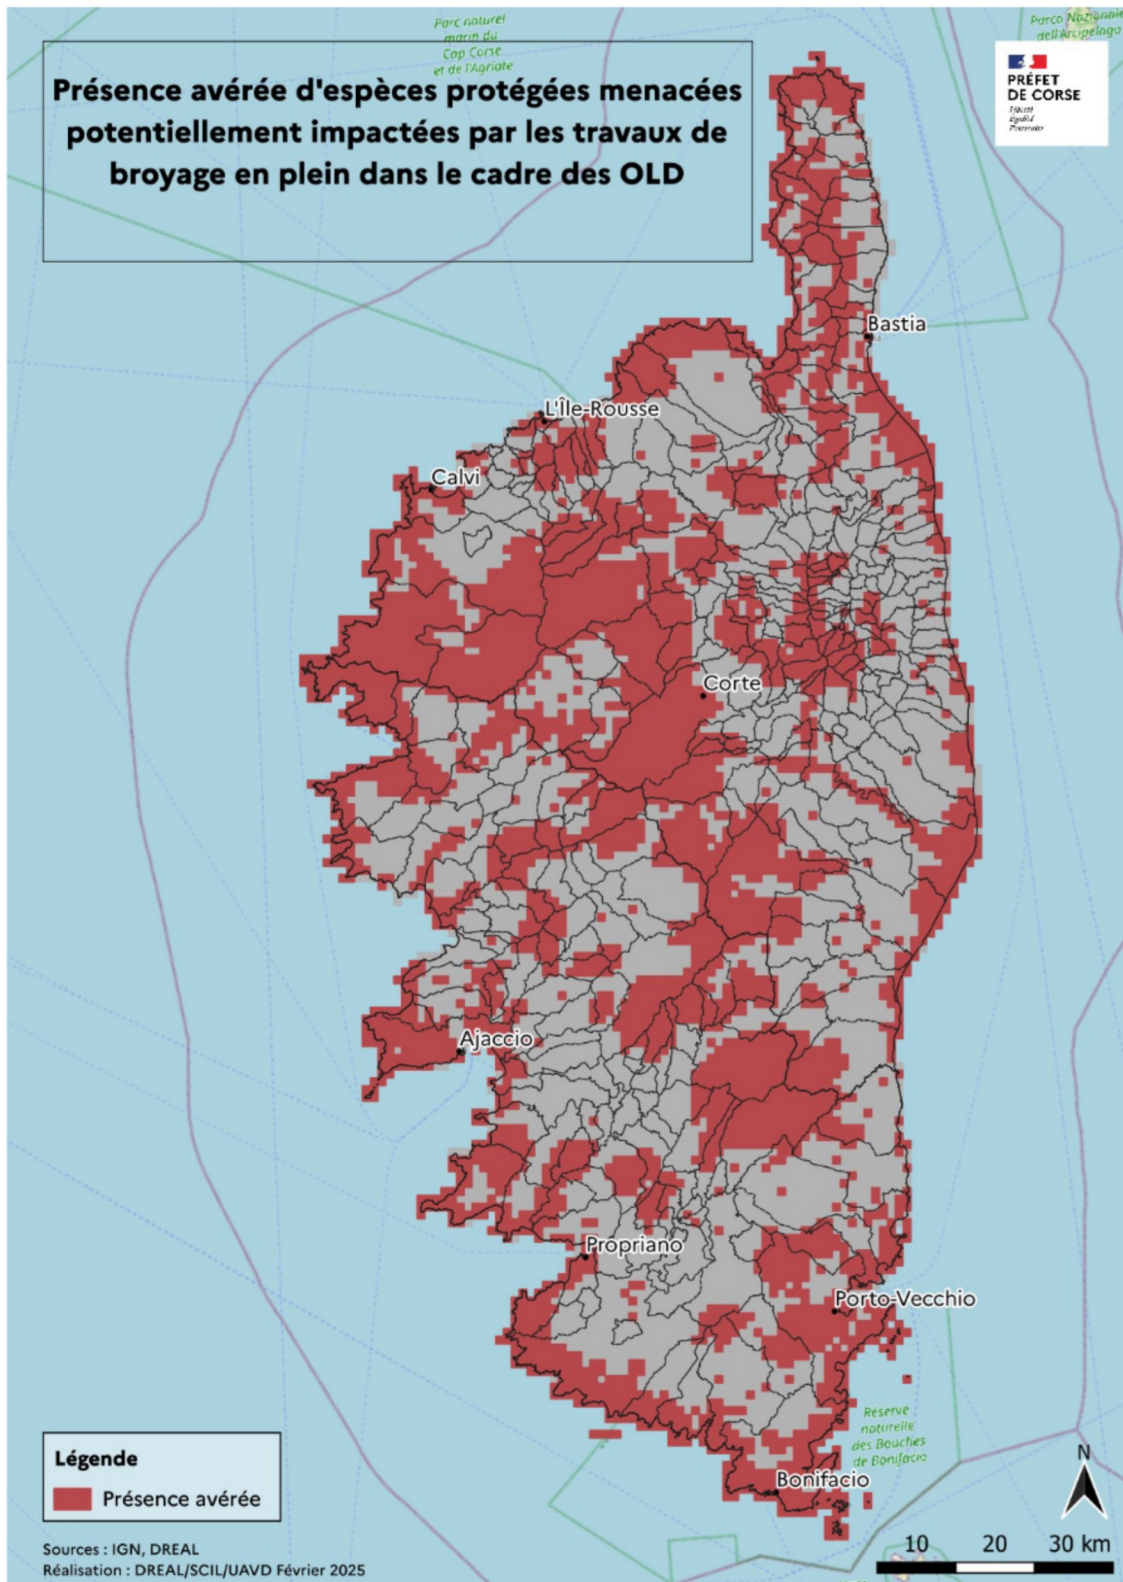 Parc naturel
marin du
Cap Corse
et de l'Agriate
Parco Nazionale
dell'Arcipelago
Présence avérée d'espèces protégées menacées
potentiellement impactées par les travaux de
broyage en plein dans le cadre des OLD
PRÉFET
DE CORSE
Liberté
Égalité
Fraternité
Bastia
L'Île-Rousse
Calvi
Corte
Ajaccio
Propriano
Porto-Vecchio
Réserve
naturelle
des Bouches
de Bonifacio
Bonifacio
Légende
Présence avérée
N
10 20 30 km
Sources : IGN, DREAL
Réalisation : DREAL/SCIL/UAVD Février 2025